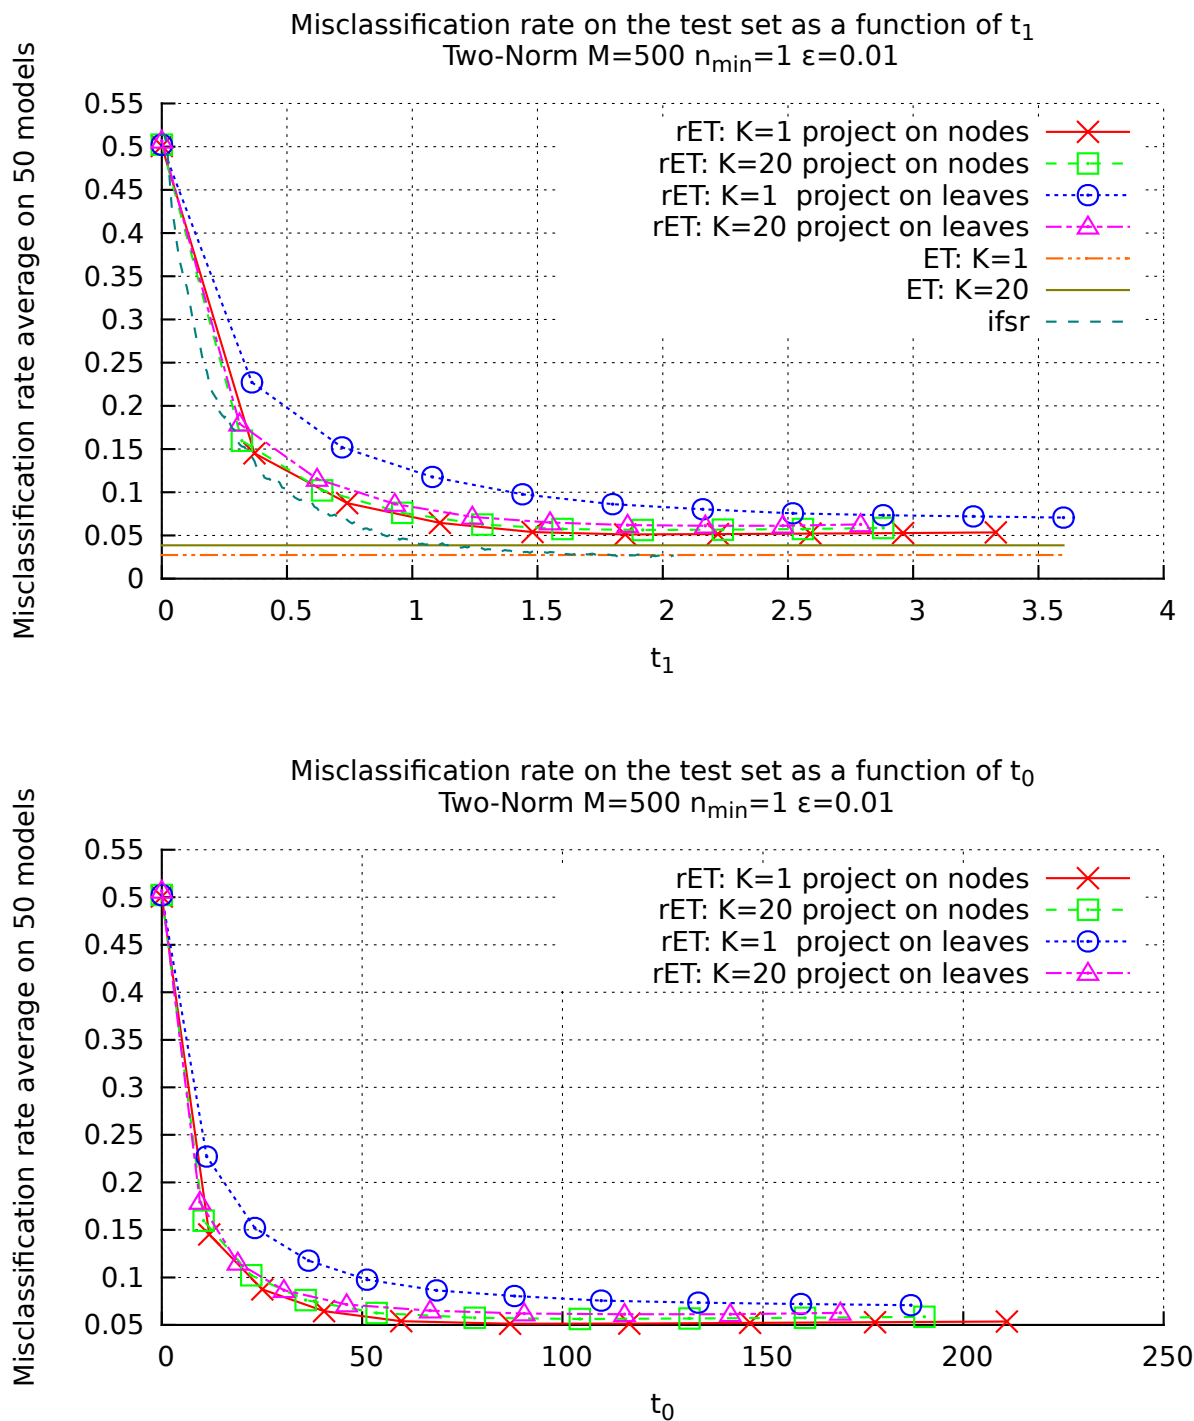 Misclassification rate on the test set as a function of t1
Two-Norm M=500 nmin=1 ε=0.01
Misclassification rate average on 50 models
0.55
0.5
0.45
0.4
0.35
0.3
0.25
0.2
0.15
0.1
0.05
0
rET: K=1 project on nodes
rET: K=20 project on nodes
rET: K=1  project on leaves
rET: K=20 project on leaves
ET: K=1
ET: K=20
ifsr
0 0.5 1 1.5 2 2.5 3 3.5 4
t1
Misclassification rate on the test set as a function of t0
Two-Norm M=500 nmin=1 ε=0.01
Misclassification rate average on 50 models
0.55
0.5
0.45
0.4
0.35
0.3
0.25
0.2
0.15
0.1
0.05
rET: K=1 project on nodes
rET: K=20 project on nodes
rET: K=1  project on leaves
rET: K=20 project on leaves
0 50 100 150 200 250
t0